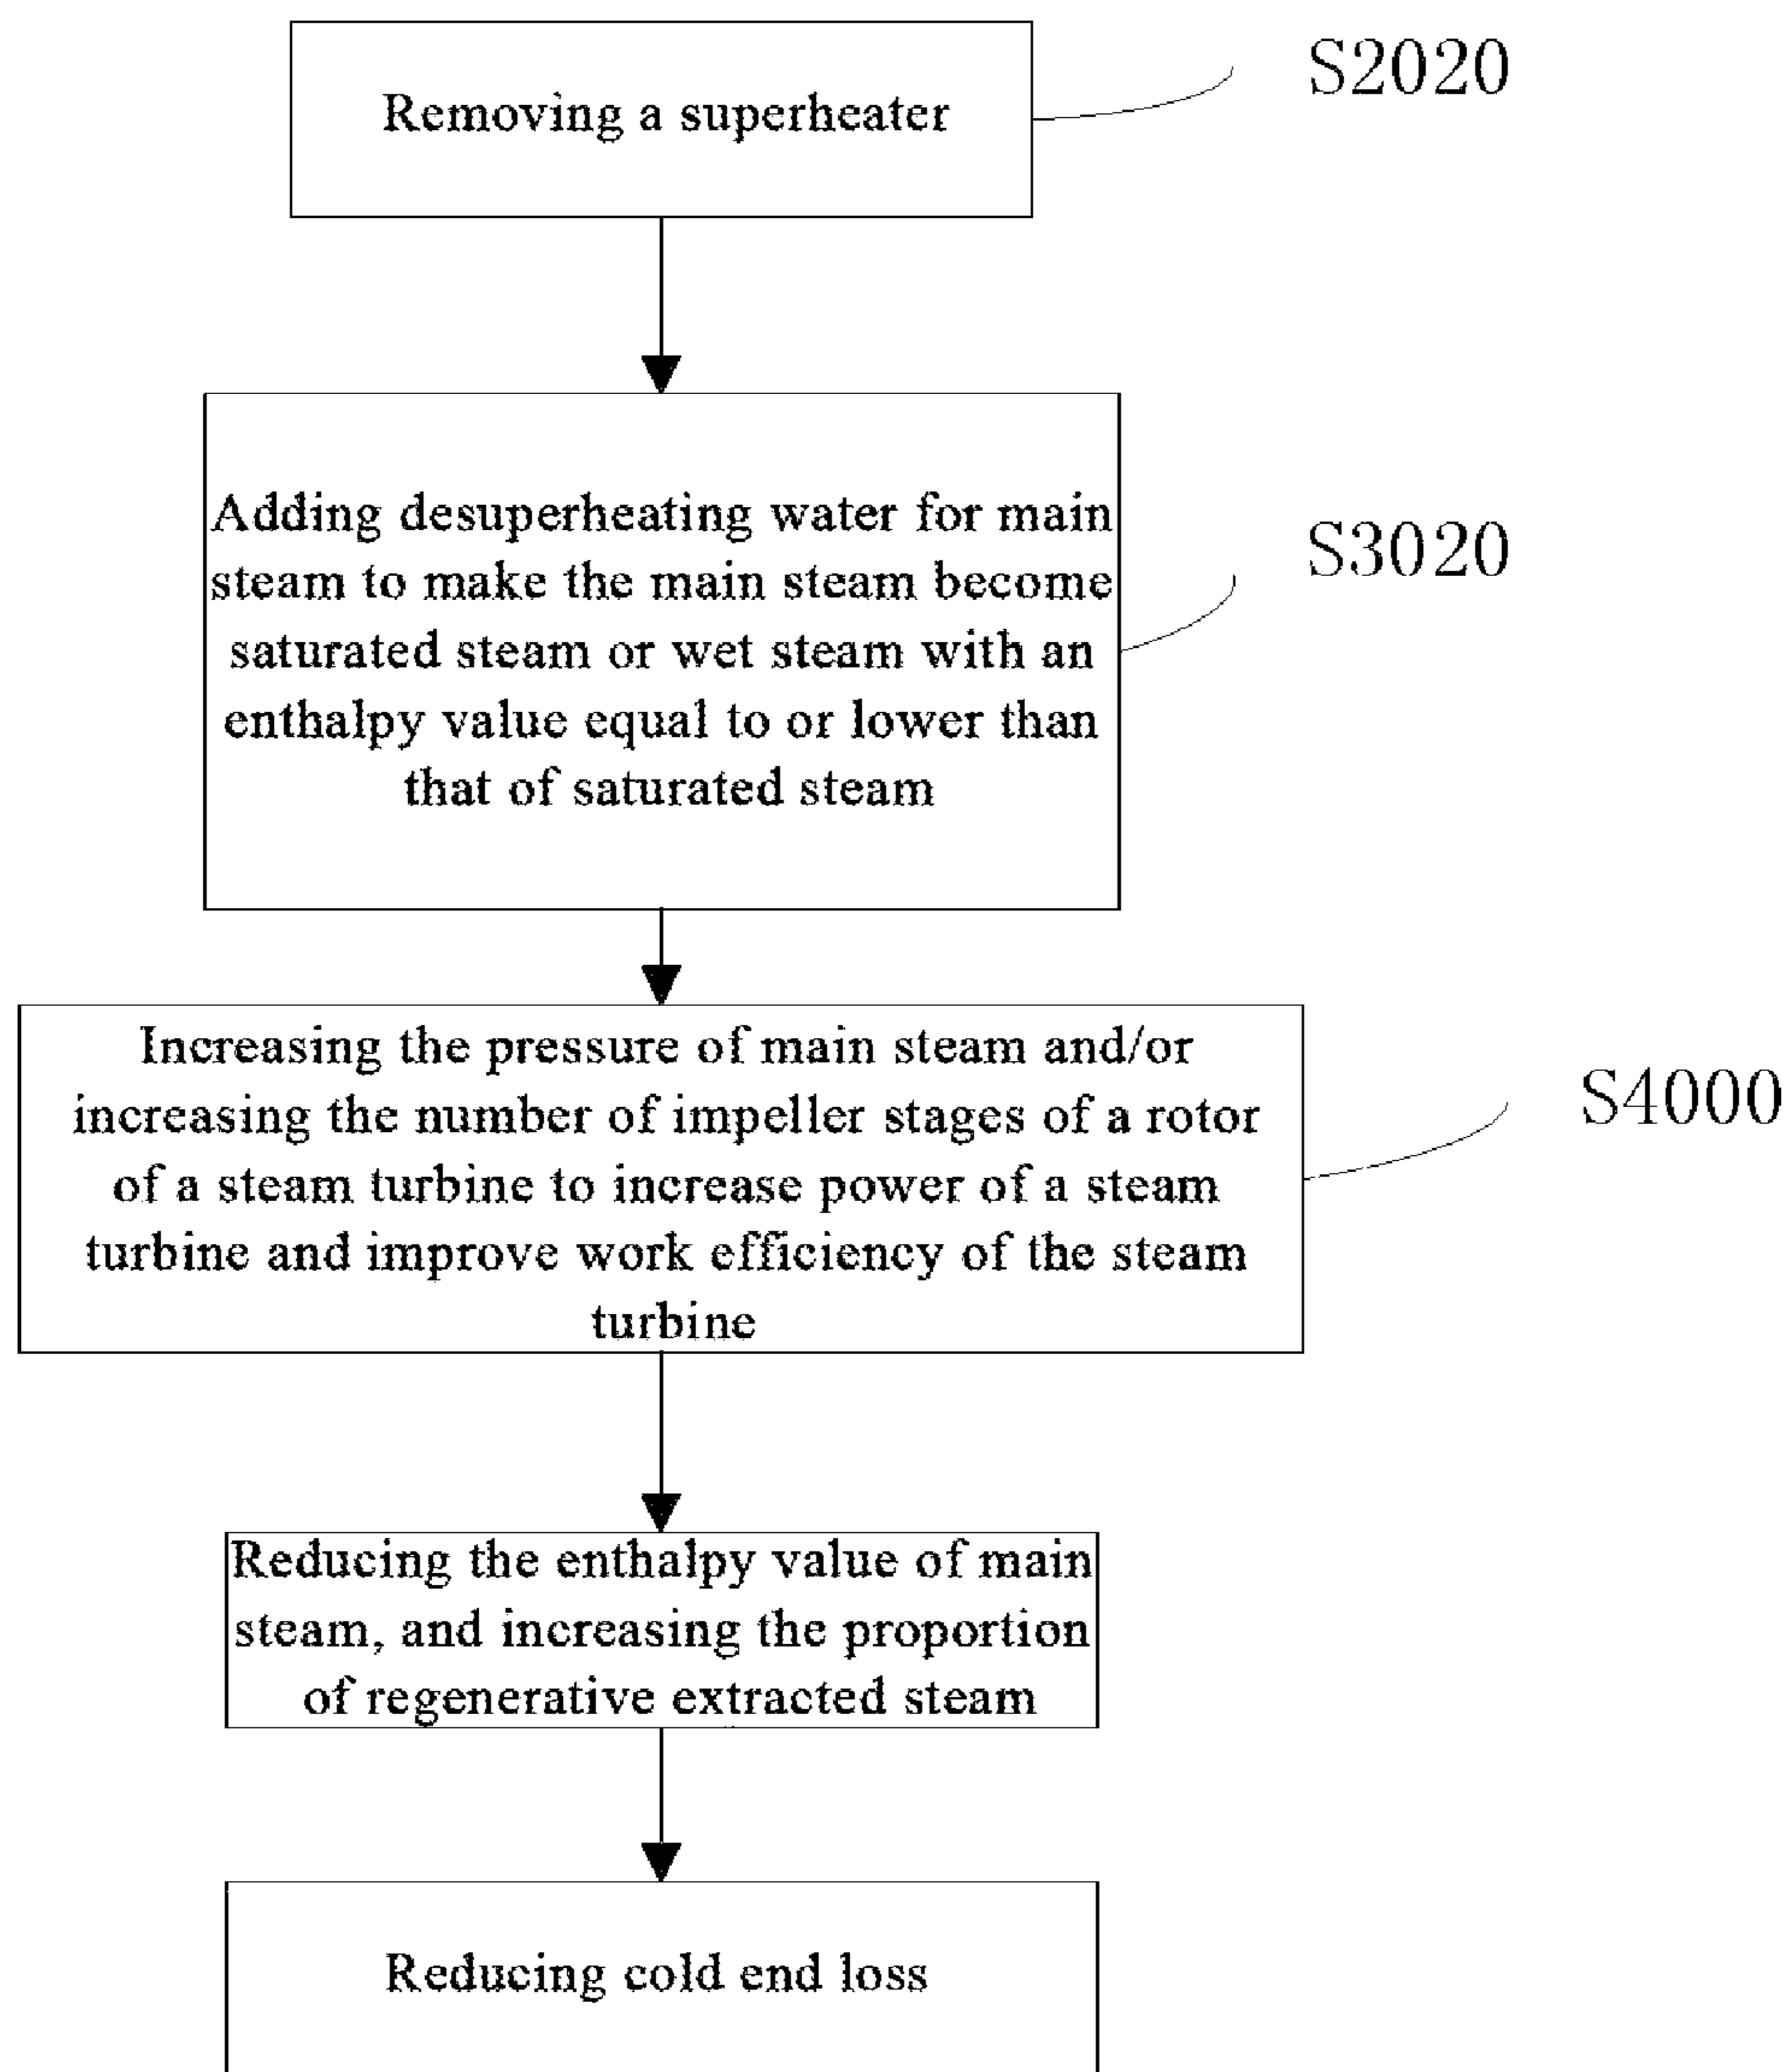 Removing a superheater
S2020
Adding desuperheating water for main
steam to make the main steam become
saturated steam or wet steam with an
enthalpy value equal to or lower than
that of saturated steam
S3020
Increasing the pressure of main steam and/or
increasing the number of impeller stages of a rotor
of a steam turbine to increase power of a steam
turbine and improve work efficiency of the steam
turbine
S4000
Reducing the enthalpy value of main
steam, and increasing the proportion
of regenerative extracted steam
Reducing cold end loss